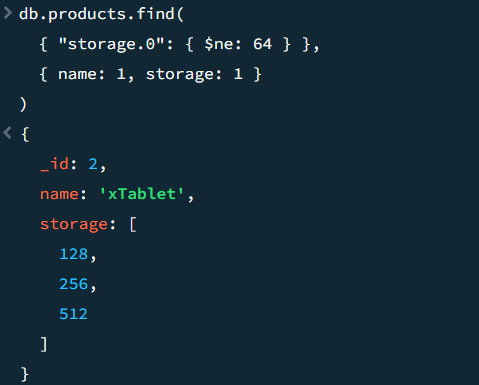 > db.products.find(
{ "storage.0": { $ne: 64 } },
{ name: 1, storage: 1 }
)
< {
_id: 2,
name: 'xTablet',
storage: [
128,
256,
512
]
}